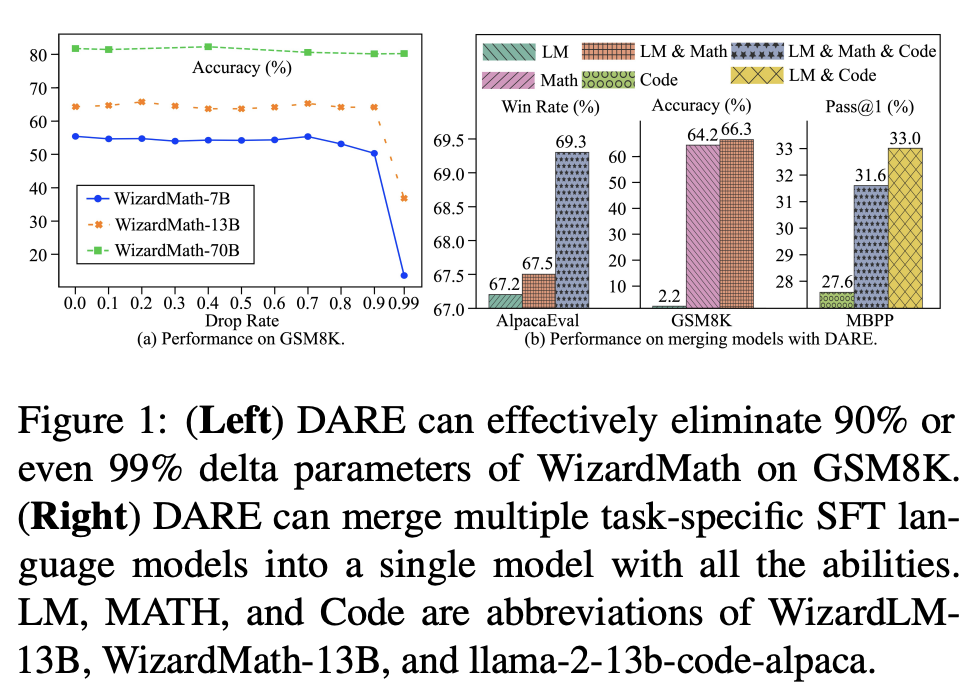 80
70
60
50
40
30
20
Accuracy (%)
WizardMath-7B
WizardMath-13B
WizardMath-70B
0.0 0.1 0.2 0.3 0.4 0.5 0.6 0.7 0.8 0.9 0.99
Drop Rate
(a) Performance on GSM8K.
LM LM & Math LM & Math & Code
Math Code LM & Code
Win Rate (%) Accuracy (%) Pass@1 (%)
69.5
69.0
68.5
68.0
67.5
67.0
67.2 67.5 69.3
AlpacaEval
60
50
40
30
20
10
2.2 64.2 66.3
GSM8K
33
32
31
30
29
28
27.6 31.6 33.0
MBPP
(b) Performance on merging models with DARE.
Figure 1: (Left) DARE can effectively eliminate 90% or
even 99% delta parameters of WizardMath on GSM8K.
(Right) DARE can merge multiple task-specific SFT lan-
guage models into a single model with all the abilities.
LM, MATH, and Code are abbreviations of WizardLM-
13B, WizardMath-13B, and llama-2-13b-code-alpaca.